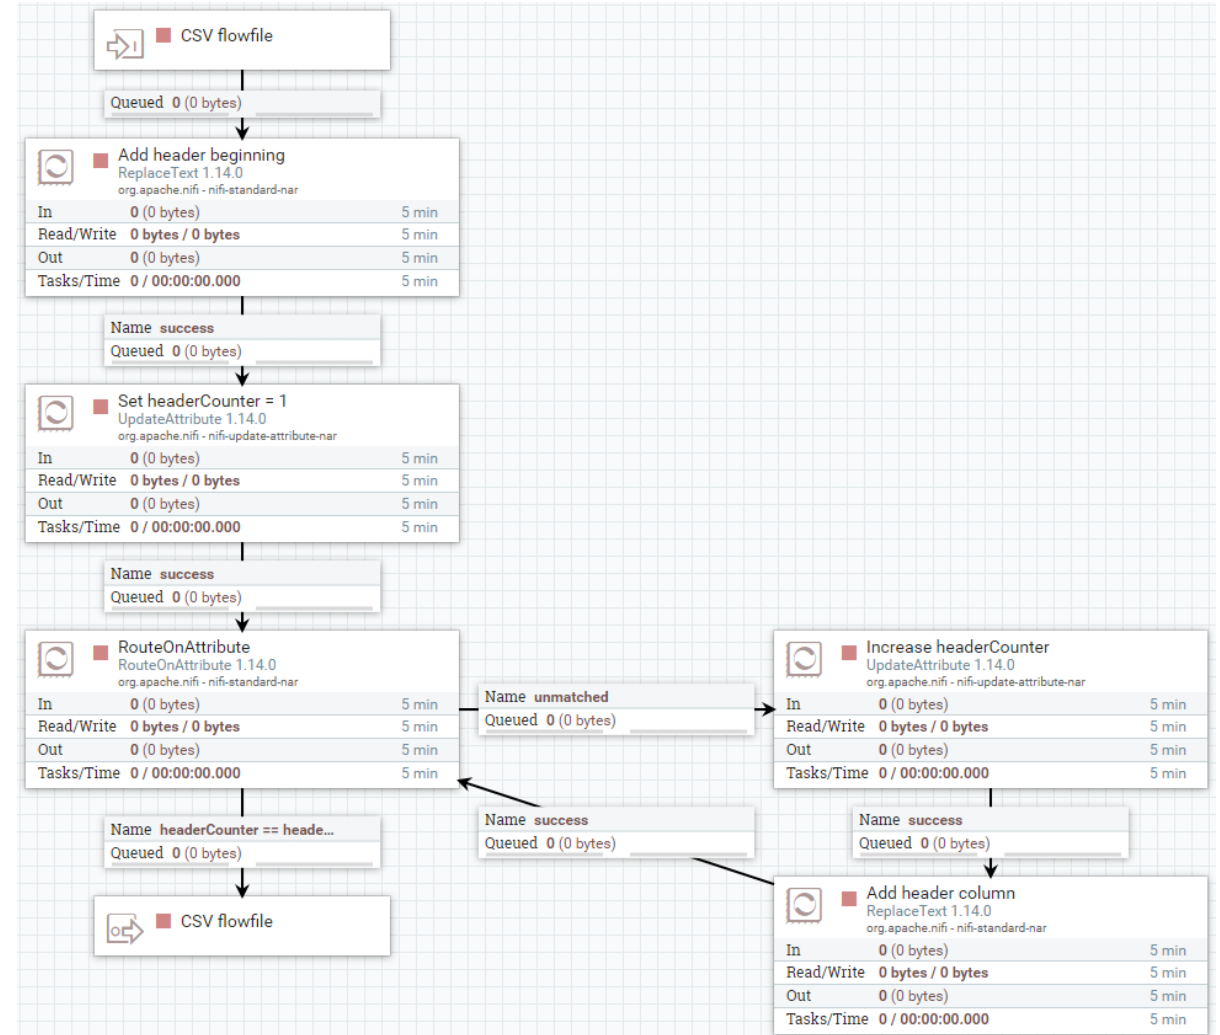 CSV flowfile
Queued 0 (0 bytes)
Add header beginning
ReplaceText 1.14.0
org.apache.nifi - nifi-standard-nar
In 0 (0 bytes) 5 min
Read/Write 0 bytes / 0 bytes 5 min
Out 0 (0 bytes) 5 min
Tasks/Time 0 / 00:00:00.000 5 min
Name success
Queued 0 (0 bytes)
Set headerCounter = 1
UpdateAttribute 1.14.0
org.apache.nifi - nifi-update-attribute-nar
In 0 (0 bytes) 5 min
Read/Write 0 bytes / 0 bytes 5 min
Out 0 (0 bytes) 5 min
Tasks/Time 0 / 00:00:00.000 5 min
Name success
Queued 0 (0 bytes)
RouteOnAttribute
RouteOnAttribute 1.14.0
org.apache.nifi - nifi-standard-nar
In 0 (0 bytes) 5 min
Read/Write 0 bytes / 0 bytes 5 min
Out 0 (0 bytes) 5 min
Tasks/Time 0 / 00:00:00.000 5 min
Name unmatched
Queued 0 (0 bytes)
Increase headerCounter
UpdateAttribute 1.14.0
org.apache.nifi - nifi-update-attribute-nar
In 0 (0 bytes) 5 min
Read/Write 0 bytes / 0 bytes 5 min
Out 0 (0 bytes) 5 min
Tasks/Time 0 / 00:00:00.000 5 min
Name headerCounter == heade...
Queued 0 (0 bytes)
Name success
Queued 0 (0 bytes)
Name success
Queued 0 (0 bytes)
CSV flowfile
Add header column
ReplaceText 1.14.0
org.apache.nifi - nifi-standard-nar
In 0 (0 bytes) 5 min
Read/Write 0 bytes / 0 bytes 5 min
Out 0 (0 bytes) 5 min
Tasks/Time 0 / 00:00:00.000 5 min